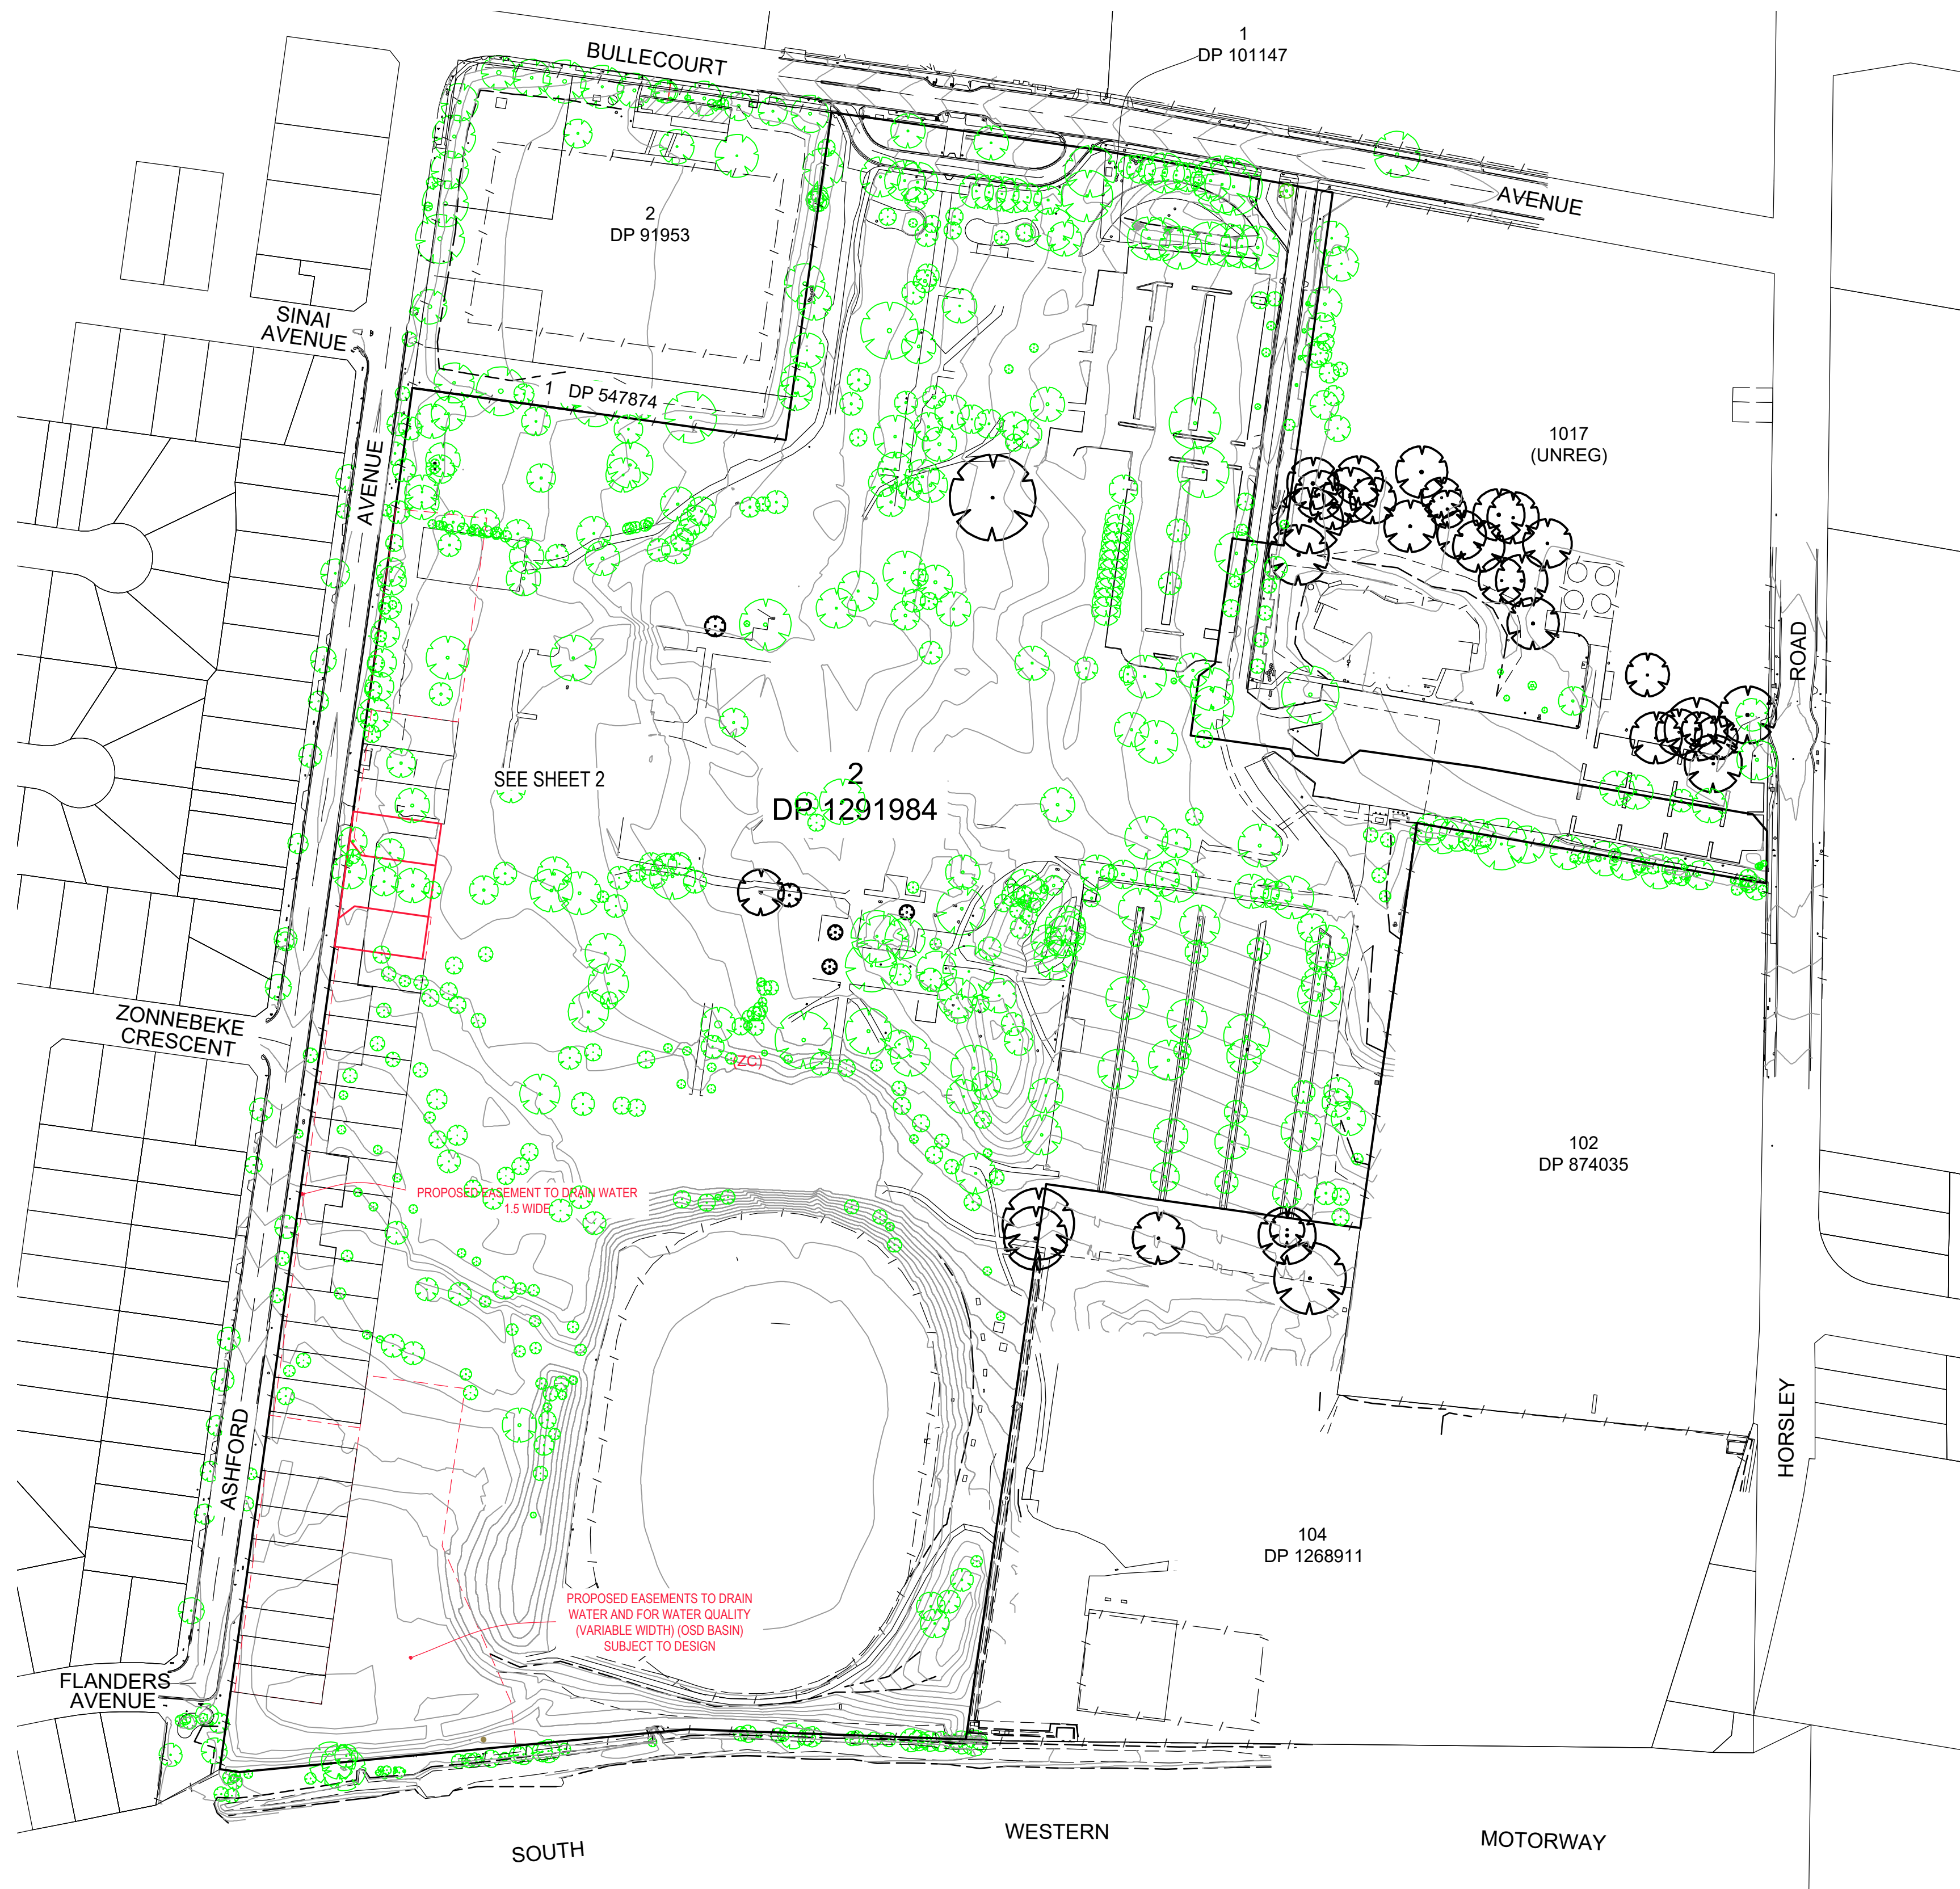 1
DP 101147
BULLECOURT
AVENUE
2
DP 91953
SINAI
AVENUE
1 DP 547874
AVENUE
1017
(UNREG)
ROAD
SEE SHEET 2
2
DP 1291984
ZONNEBEKE
CRESCENT
(ZC)
102
DP 874035
PROPOSED EASEMENT TO DRAIN WATER
1.5 WIDE
HORSLEY
ASHFORD
104
DP 1268911
PROPOSED EASEMENTS TO DRAIN
WATER AND FOR WATER QUALITY
(VARIABLE WIDTH) (OSD BASIN)
SUBJECT TO DESIGN
FLANDERS
AVENUE
SOUTH
WESTERN
MOTORWAY